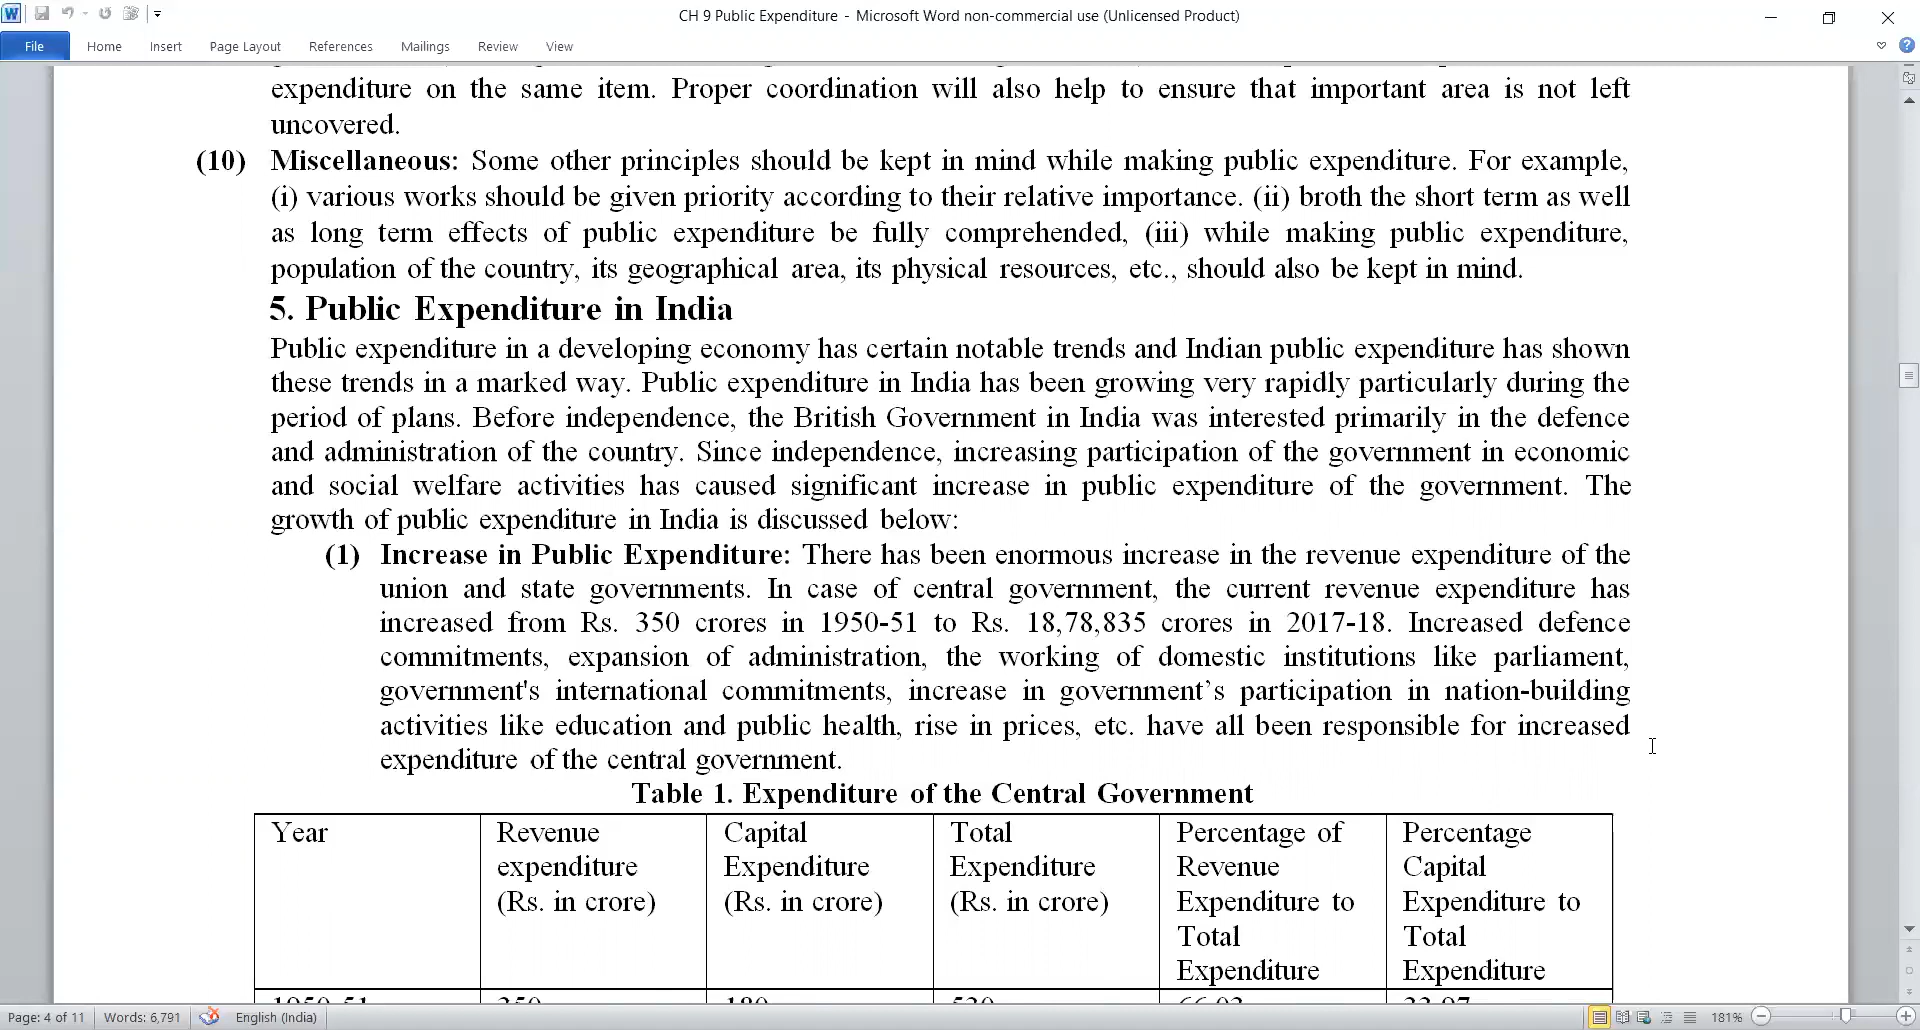 CH 9 Public Expenditure - Microsoft Word non-commercial use (Unlicensed Product)
File Home Insert Page Layout References Mailings Review View
expenditure on the same item. Proper coordination will also help to ensure that important area is not left
uncovered.
(10) Miscellaneous: Some other principles should be kept in mind while making public expenditure. For example,
(i) various works should be given priority according to their relative importance. (ii) broth the short term as well
as long term effects of public expenditure be fully comprehended, (iii) while making public expenditure,
population of the country, its geographical area, its physical resources, etc., should also be kept in mind.
5. Public Expenditure in India
Public expenditure in a developing economy has certain notable trends and Indian public expenditure has shown
these trends in a marked way. Public expenditure in India has been growing very rapidly particularly during the
period of plans. Before independence, the British Government in India was interested primarily in the defence
and administration of the country. Since independence, increasing participation of the government in economic
and social welfare activities has caused significant increase in public expenditure of the government. The
growth of public expenditure in India is discussed below:
(1) Increase in Public Expenditure: There has been enormous increase in the revenue expenditure of the
union and state governments. In case of central government, the current revenue expenditure has
increased from Rs. 350 crores in 1950-51 to Rs. 18,78,835 crores in 2017-18. Increased defence
commitments, expansion of administration, the working of domestic institutions like parliament,
government's international commitments, increase in government’s participation in nation-building
activities like education and public health, rise in prices, etc. have all been responsible for increased
expenditure of the central government.
Table 1. Expenditure of the Central Government
Year Revenue Capital Total Percentage of Percentage
expenditure Expenditure Expenditure Revenue Capital
(Rs. in crore) (Rs. in crore) (Rs. in crore) Expenditure to Expenditure to
Total Total
Expenditure Expenditure
1950-51 350 180 530 66.03 33.97
Page: 4 of 11 Words: 6,791 English (India) 181%